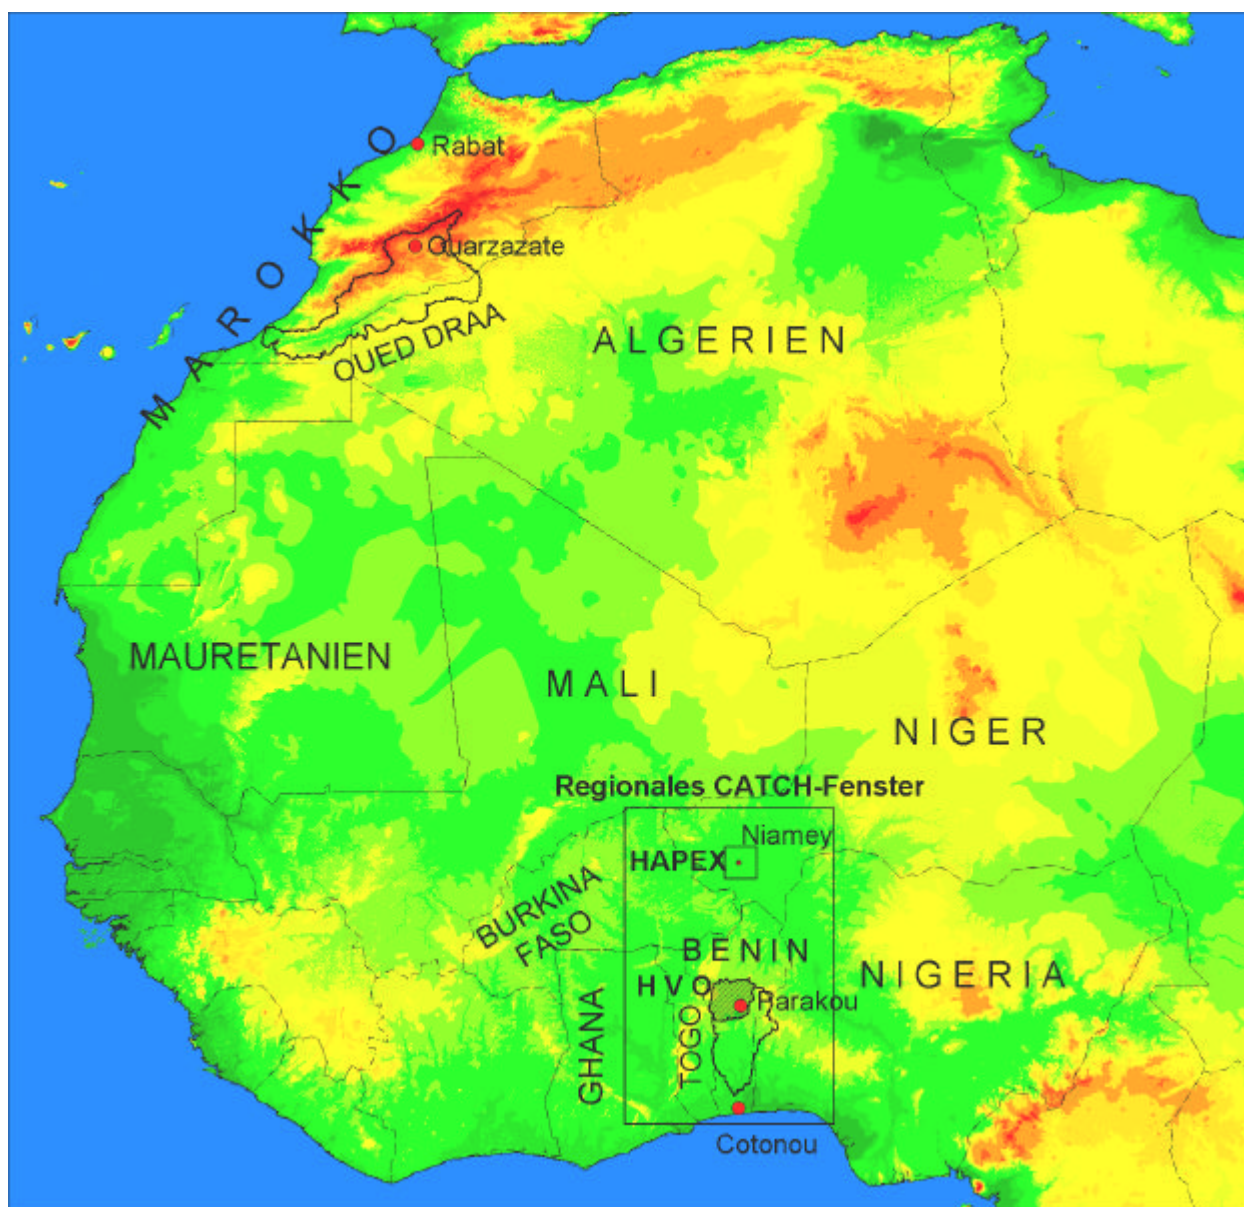 MAROKKO
Rabat
Ouarzazate
OUED DRAA
ALGERIEN
MAURETANIEN
MALI
NIGER
Regionales CATCH-Fenster
Niamey
HAPEX
BURKINA
FASO
BENIN
NIGERIA
HVO
Parakou
GHANA
TOGO
Cotonou